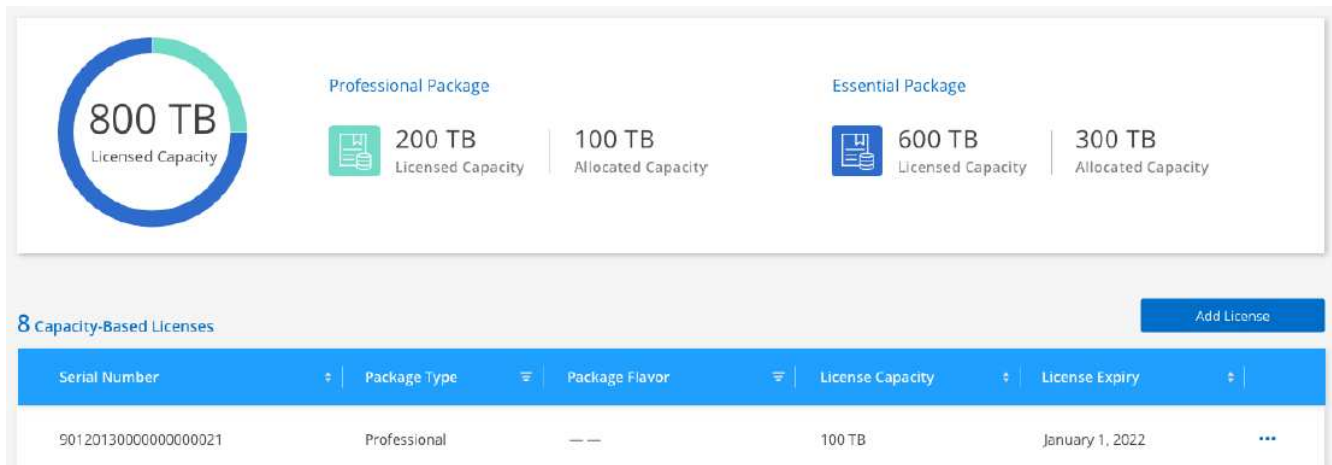 800 TB
Licensed Capacity
Professional Package
200 TB
Licensed Capacity
100 TB
Allocated Capacity
Essential Package
600 TB
Licensed Capacity
300 TB
Allocated Capacity
8 Capacity-Based Licenses
Add License
Serial Number Package Type Package Flavor License Capacity License Expiry
90120130000000000021 Professional — — 100 TB January 1, 2022 •••